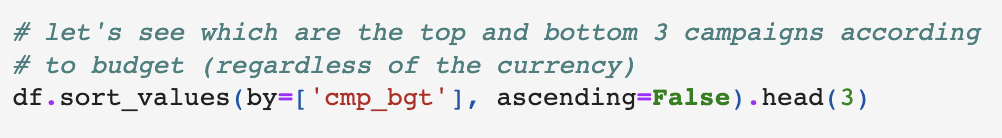 # let's see which are the top and bottom 3 campaigns according
# to budget (regardless of the currency)
df.sort_values(by=['cmp_bgt'], ascending=False).head(3)